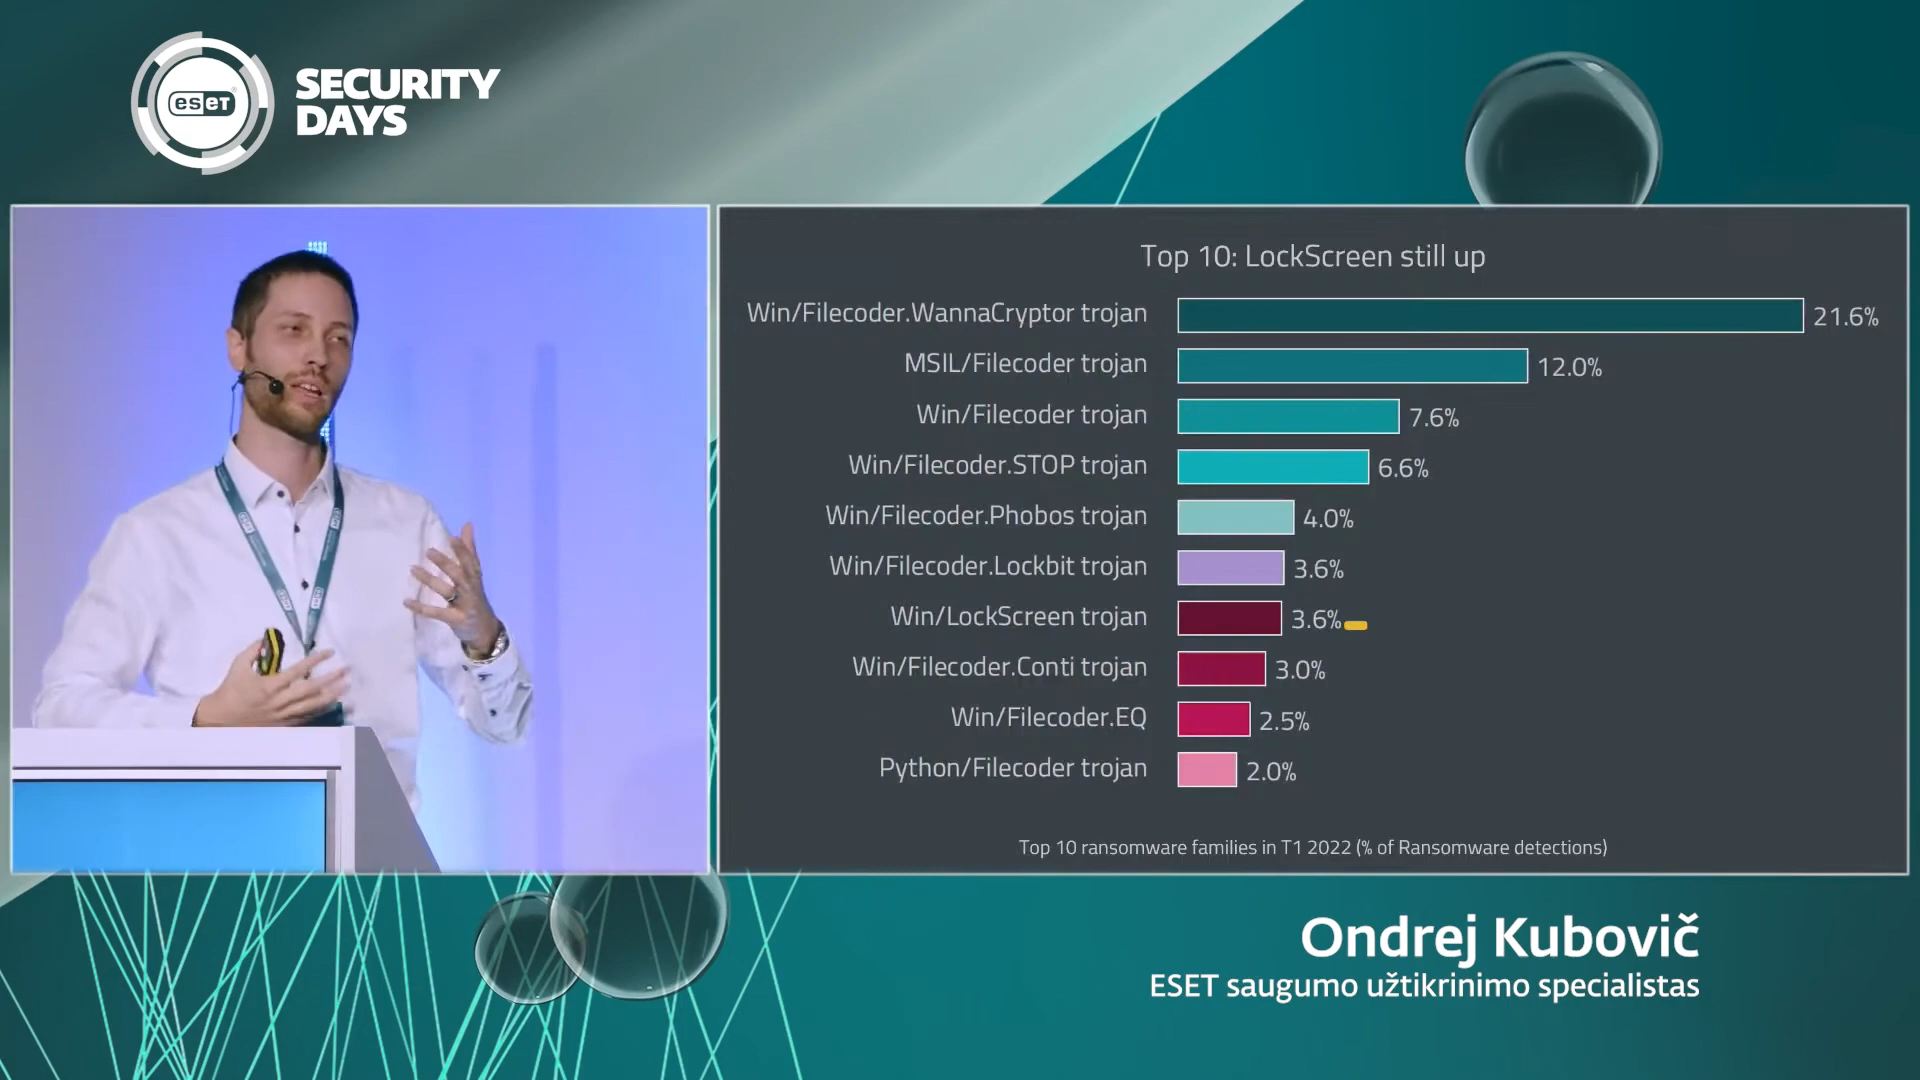 eset
SECURITY
DAYS
Top 10: LockScreen still up
Win/Filecoder.WannaCryptor trojan 21.6%
MSIL/Filecoder trojan 12.0%
Win/Filecoder trojan 7.6%
Win/Filecoder.STOP trojan 6.6%
Win/Filecoder.Phobos trojan 4.0%
Win/Filecoder.Lockbit trojan 3.6%
Win/LockScreen trojan 3.6%
Win/Filecoder.Conti trojan 3.0%
Win/Filecoder.EQ 2.5%
Python/Filecoder trojan 2.0%
Top 10 ransomware families in T1 2022 (% of Ransomware detections)
Ondrej Kubovič
ESET saugumo užtikrinimo specialistas